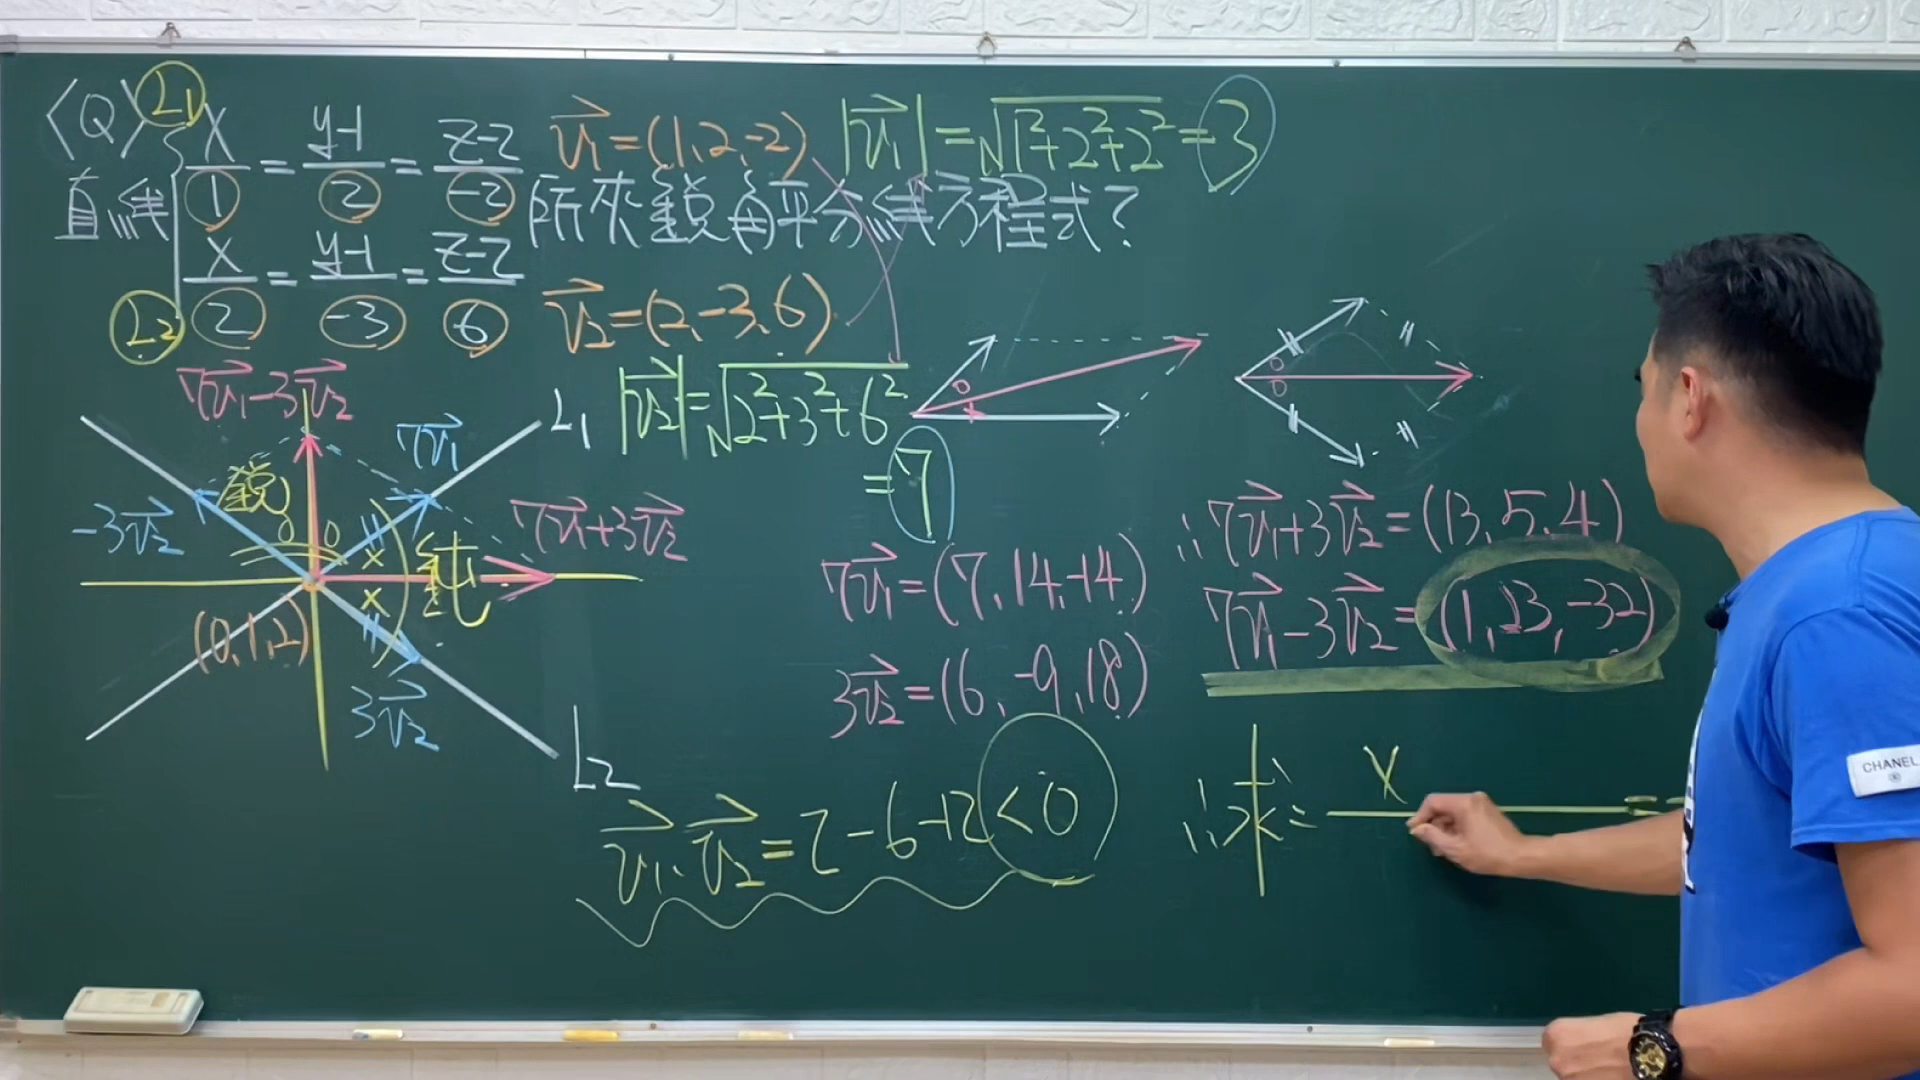 〈Q〉 L1 x/1 = y-1/2 = z-2/-2
直線 所夾銳角平分線方程式?
L2 x/2 = y-1/-3 = z-2/6
v1=(1,2,-2) |v1|=√1²+2²+2²=3
v2=(2,-3,6)
|v2|=√2²+3²+6²
=7
7v1-3v2
7v1
L1
銳
-3v2
7v1+3v2
鈍
(0,1,2)
3v2
L2
7v1=(7,14,-14)
3v2=(6,-9,18)
∴7v1+3v2=(13,5,4)
7v1-3v2=(1,23,-32)
v1·v2=2-6-12<0
∴求=
x
CHANEL